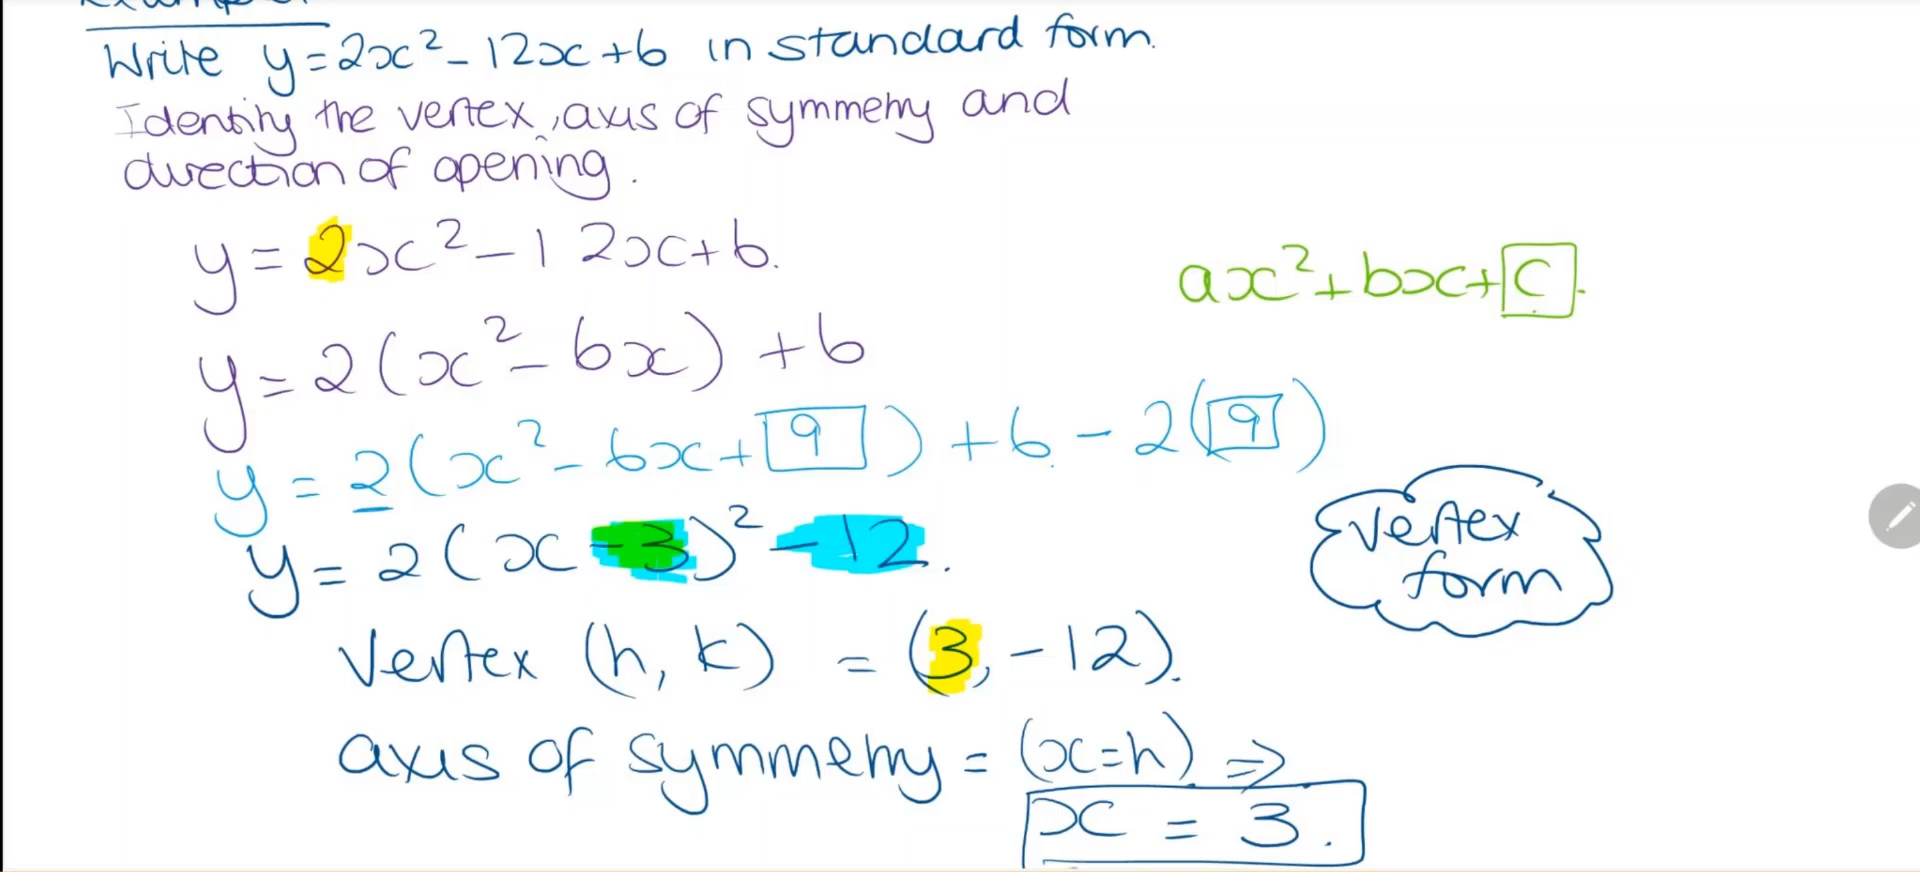 Write y=2x²-12x+6 in standard form.
Identify the vertex, axis of symmetry and
direction of opening.
y=2x²-12x+6.
ax²+bx+c.
y=2(x²-6x)+6
y=2(x²-6x+9)+6-2(9)
y=2(x-3)²-12.
vertex
form
Vertex (h, k) = (3, -12).
axis of symmetry = (x=h) ⇒
x = 3.